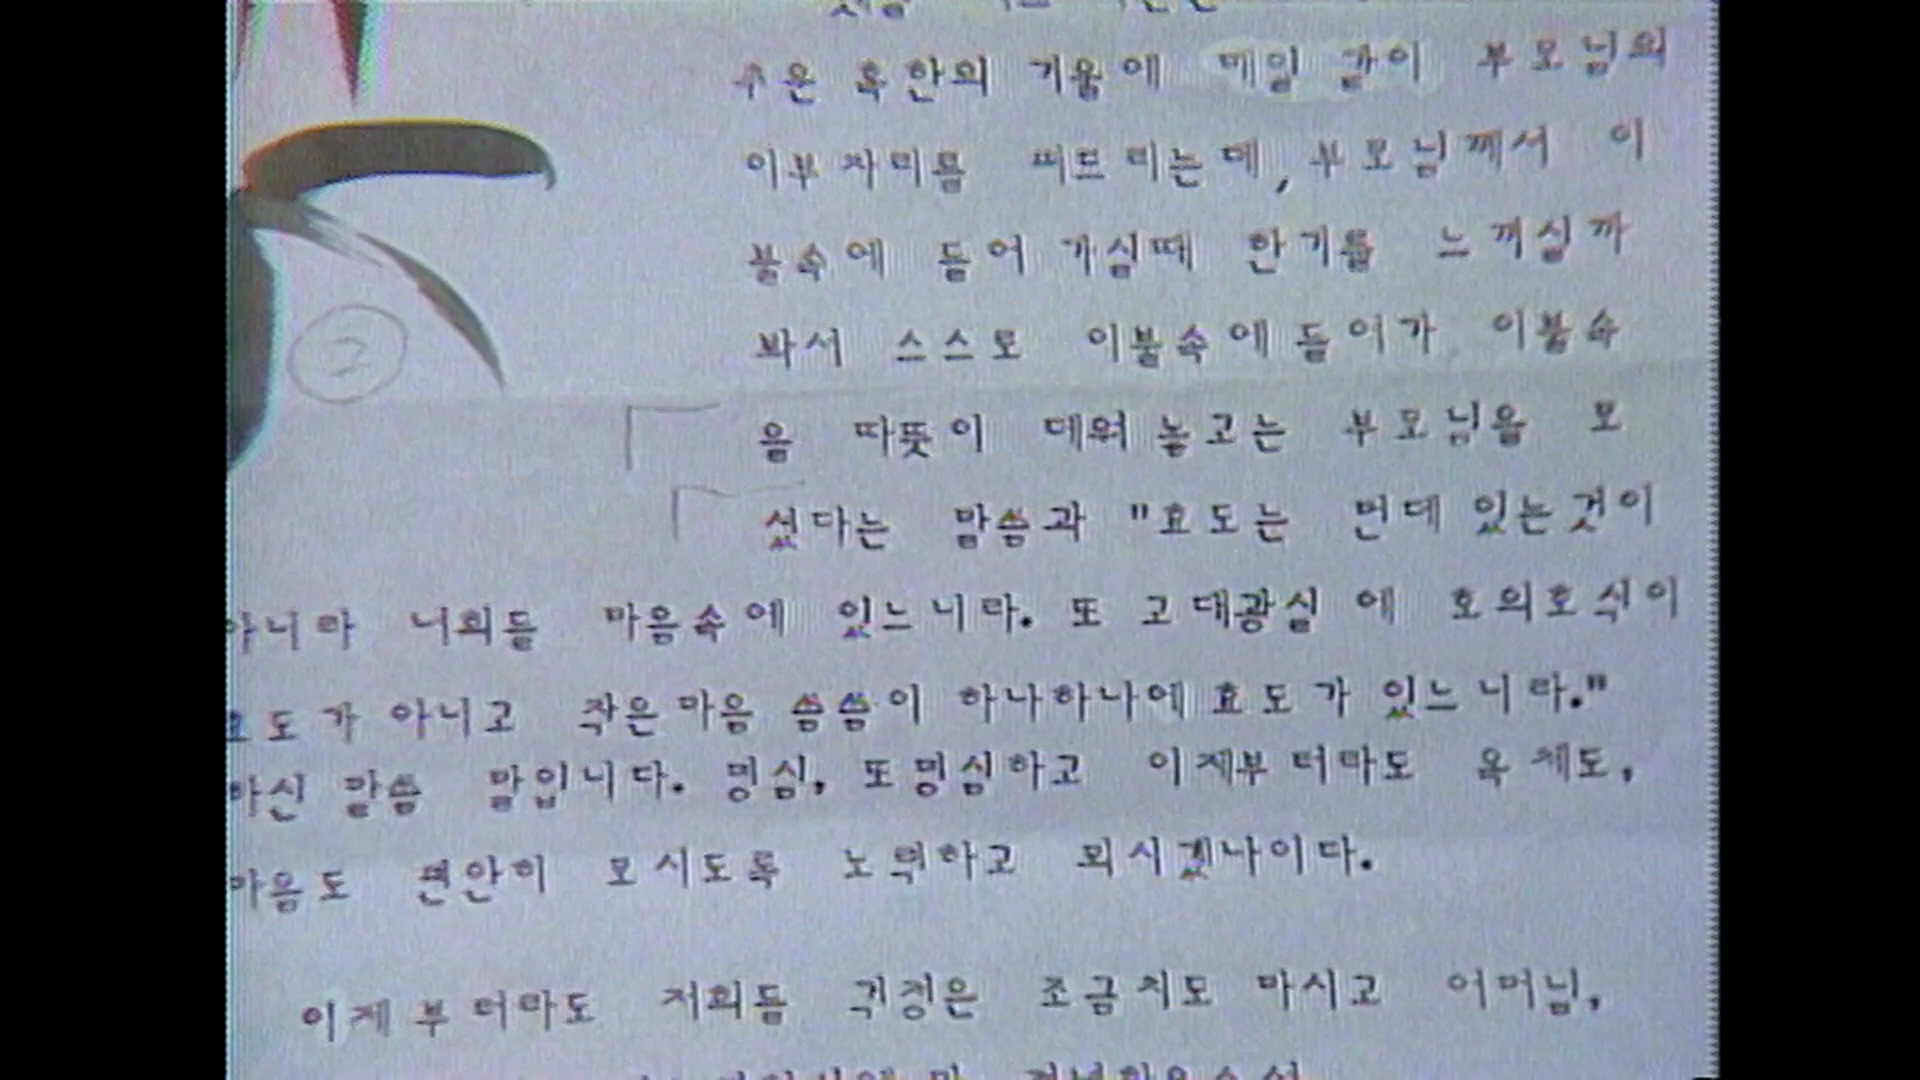 수운 혹한의 겨울에 매일 같이 부모님의
이부자리를 펴드리는데, 부모님께서 이
불속에 들어 가실때 한기를 느끼실까
봐서 스스로 이불속에 들어가 이불속
을 따뜻이 데워 놓고는 부모님을 모
셨다는 말씀과 "효도는 먼데 있는것이
아니라 너희들 마음속에 있느니라. 또 고대광실에 호의호식이
효도가 아니고 작은 마음 씀씀이 하나하나에 효도가 있느니라."
하신 말씀 말입니다. 명심, 또 명심하고 이제부터라도 옥체도,
마음도 편안히 모시도록 노력하고 뫼시겠나이다.
②
이제부터라도 저희들 걱정은 조금치도 마시고 어머님,